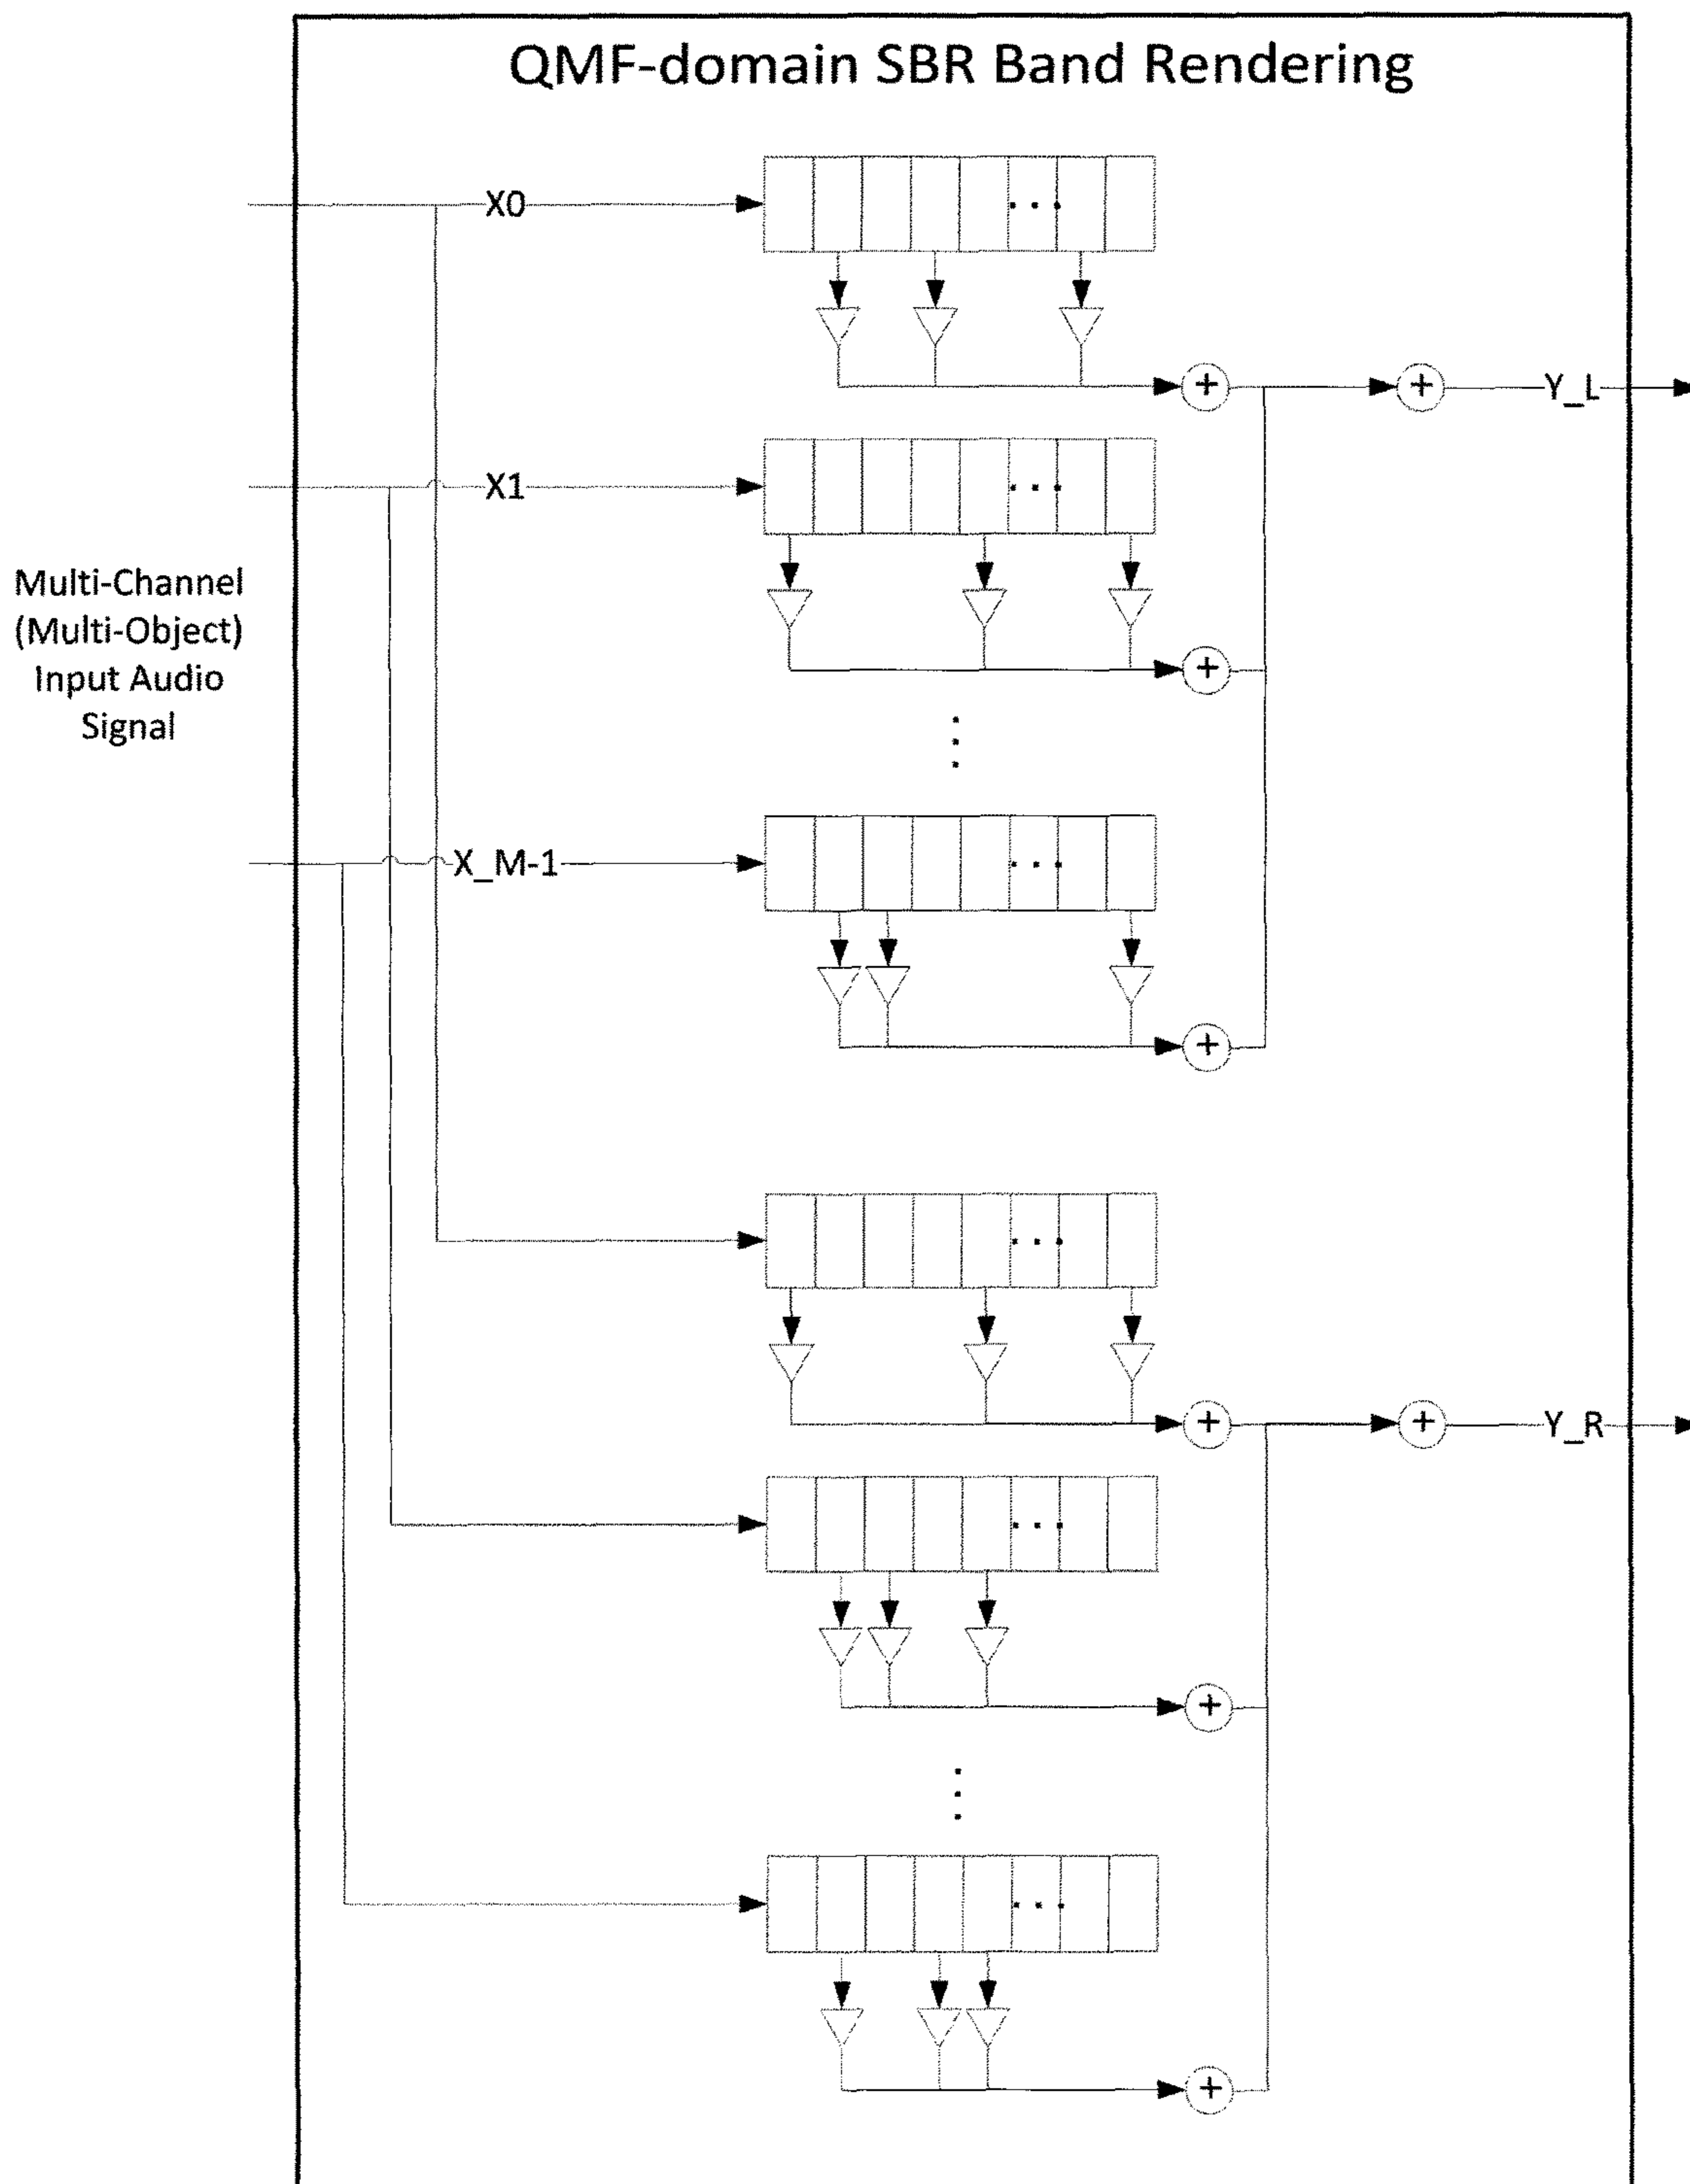 QMF-domain SBR Band Rendering
X0
+
+
Y_L
X1
Multi-Channel
(Multi-Object)
Input Audio
Signal
+
X_M-1
+
+
+
Y_R
+
+